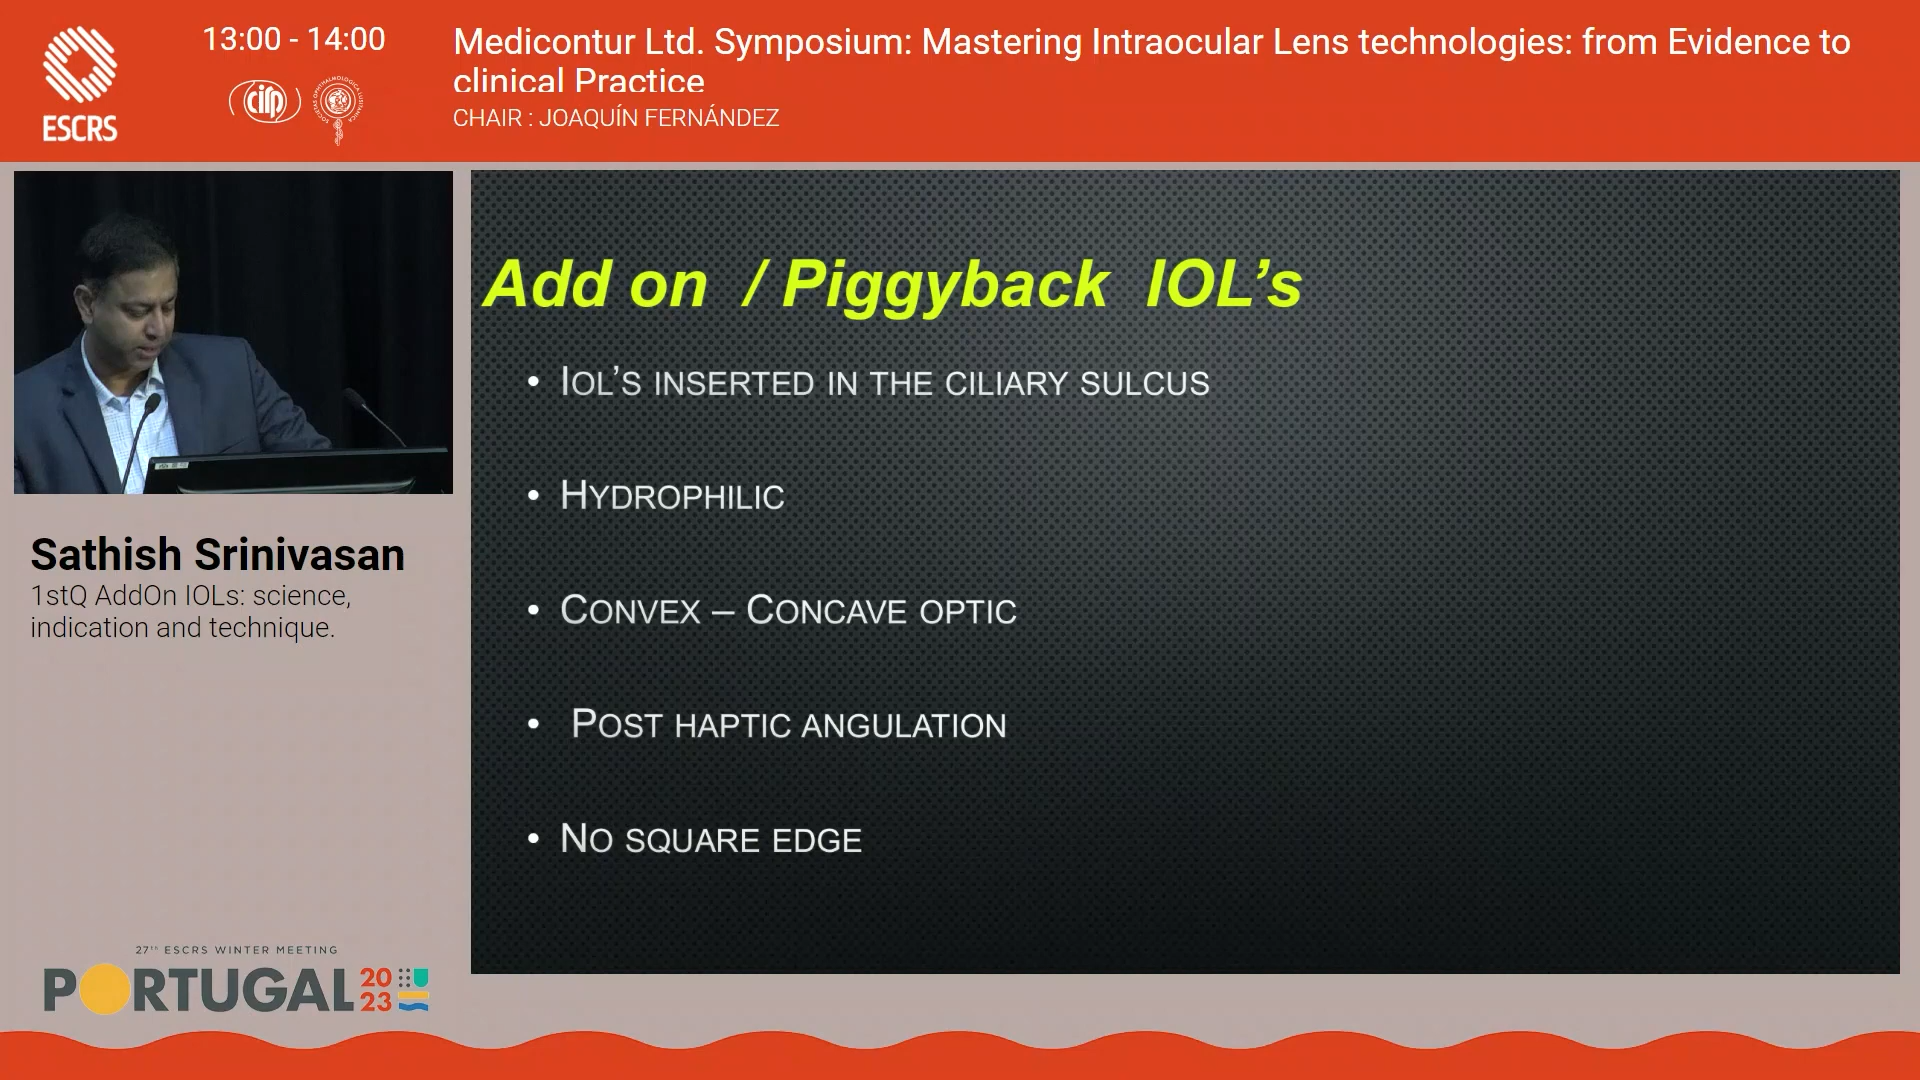 ESCRS
13:00 - 14:00
Medicontur Ltd. Symposium: Mastering Intraocular Lens technologies: from Evidence to
clinical Practice
CHAIR : JOAQUÍN FERNÁNDEZ
Add on / Piggyback IOL's
• IOL'S INSERTED IN THE CILIARY SULCUS
• HYDROPHILIC
• CONVEX – CONCAVE OPTIC
• POST HAPTIC ANGULATION
• NO SQUARE EDGE
Sathish Srinivasan
1stQ AddOn IOLs: science,
indication and technique.
27th ESCRS WINTER MEETING
PORTUGAL 2023